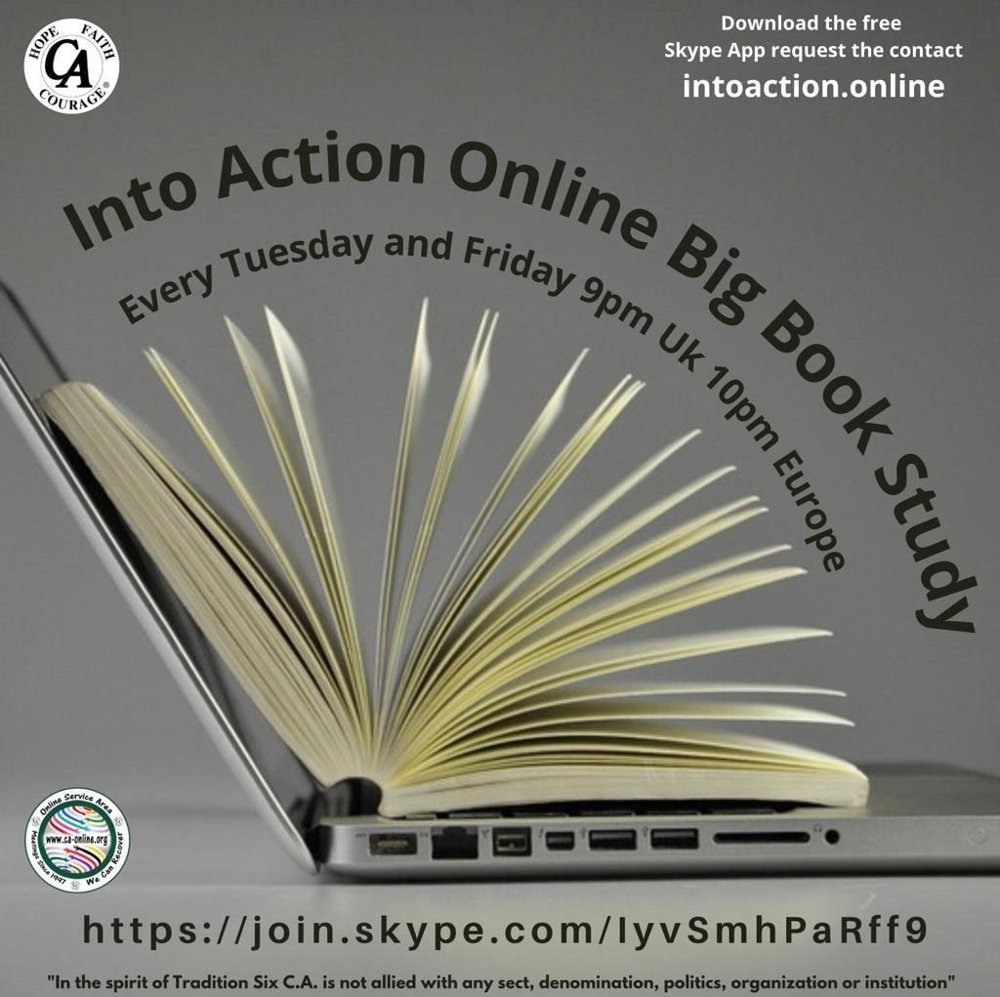 HOPE FAITH
CA
COURAGE®
Download the free
Skype App request the contact
intoaction.online
Into Action Online Big Book Study
Every Tuesday and Friday 9pm Uk 10pm Europe
Online Service Area
www.ca-online.org
Meetings Since 1997
We Can Recover
https://join.skype.com/IyvSmhPaRff9
"In the spirit of Tradition Six C.A. is not allied with any sect, denomination, politics, organization or institution"